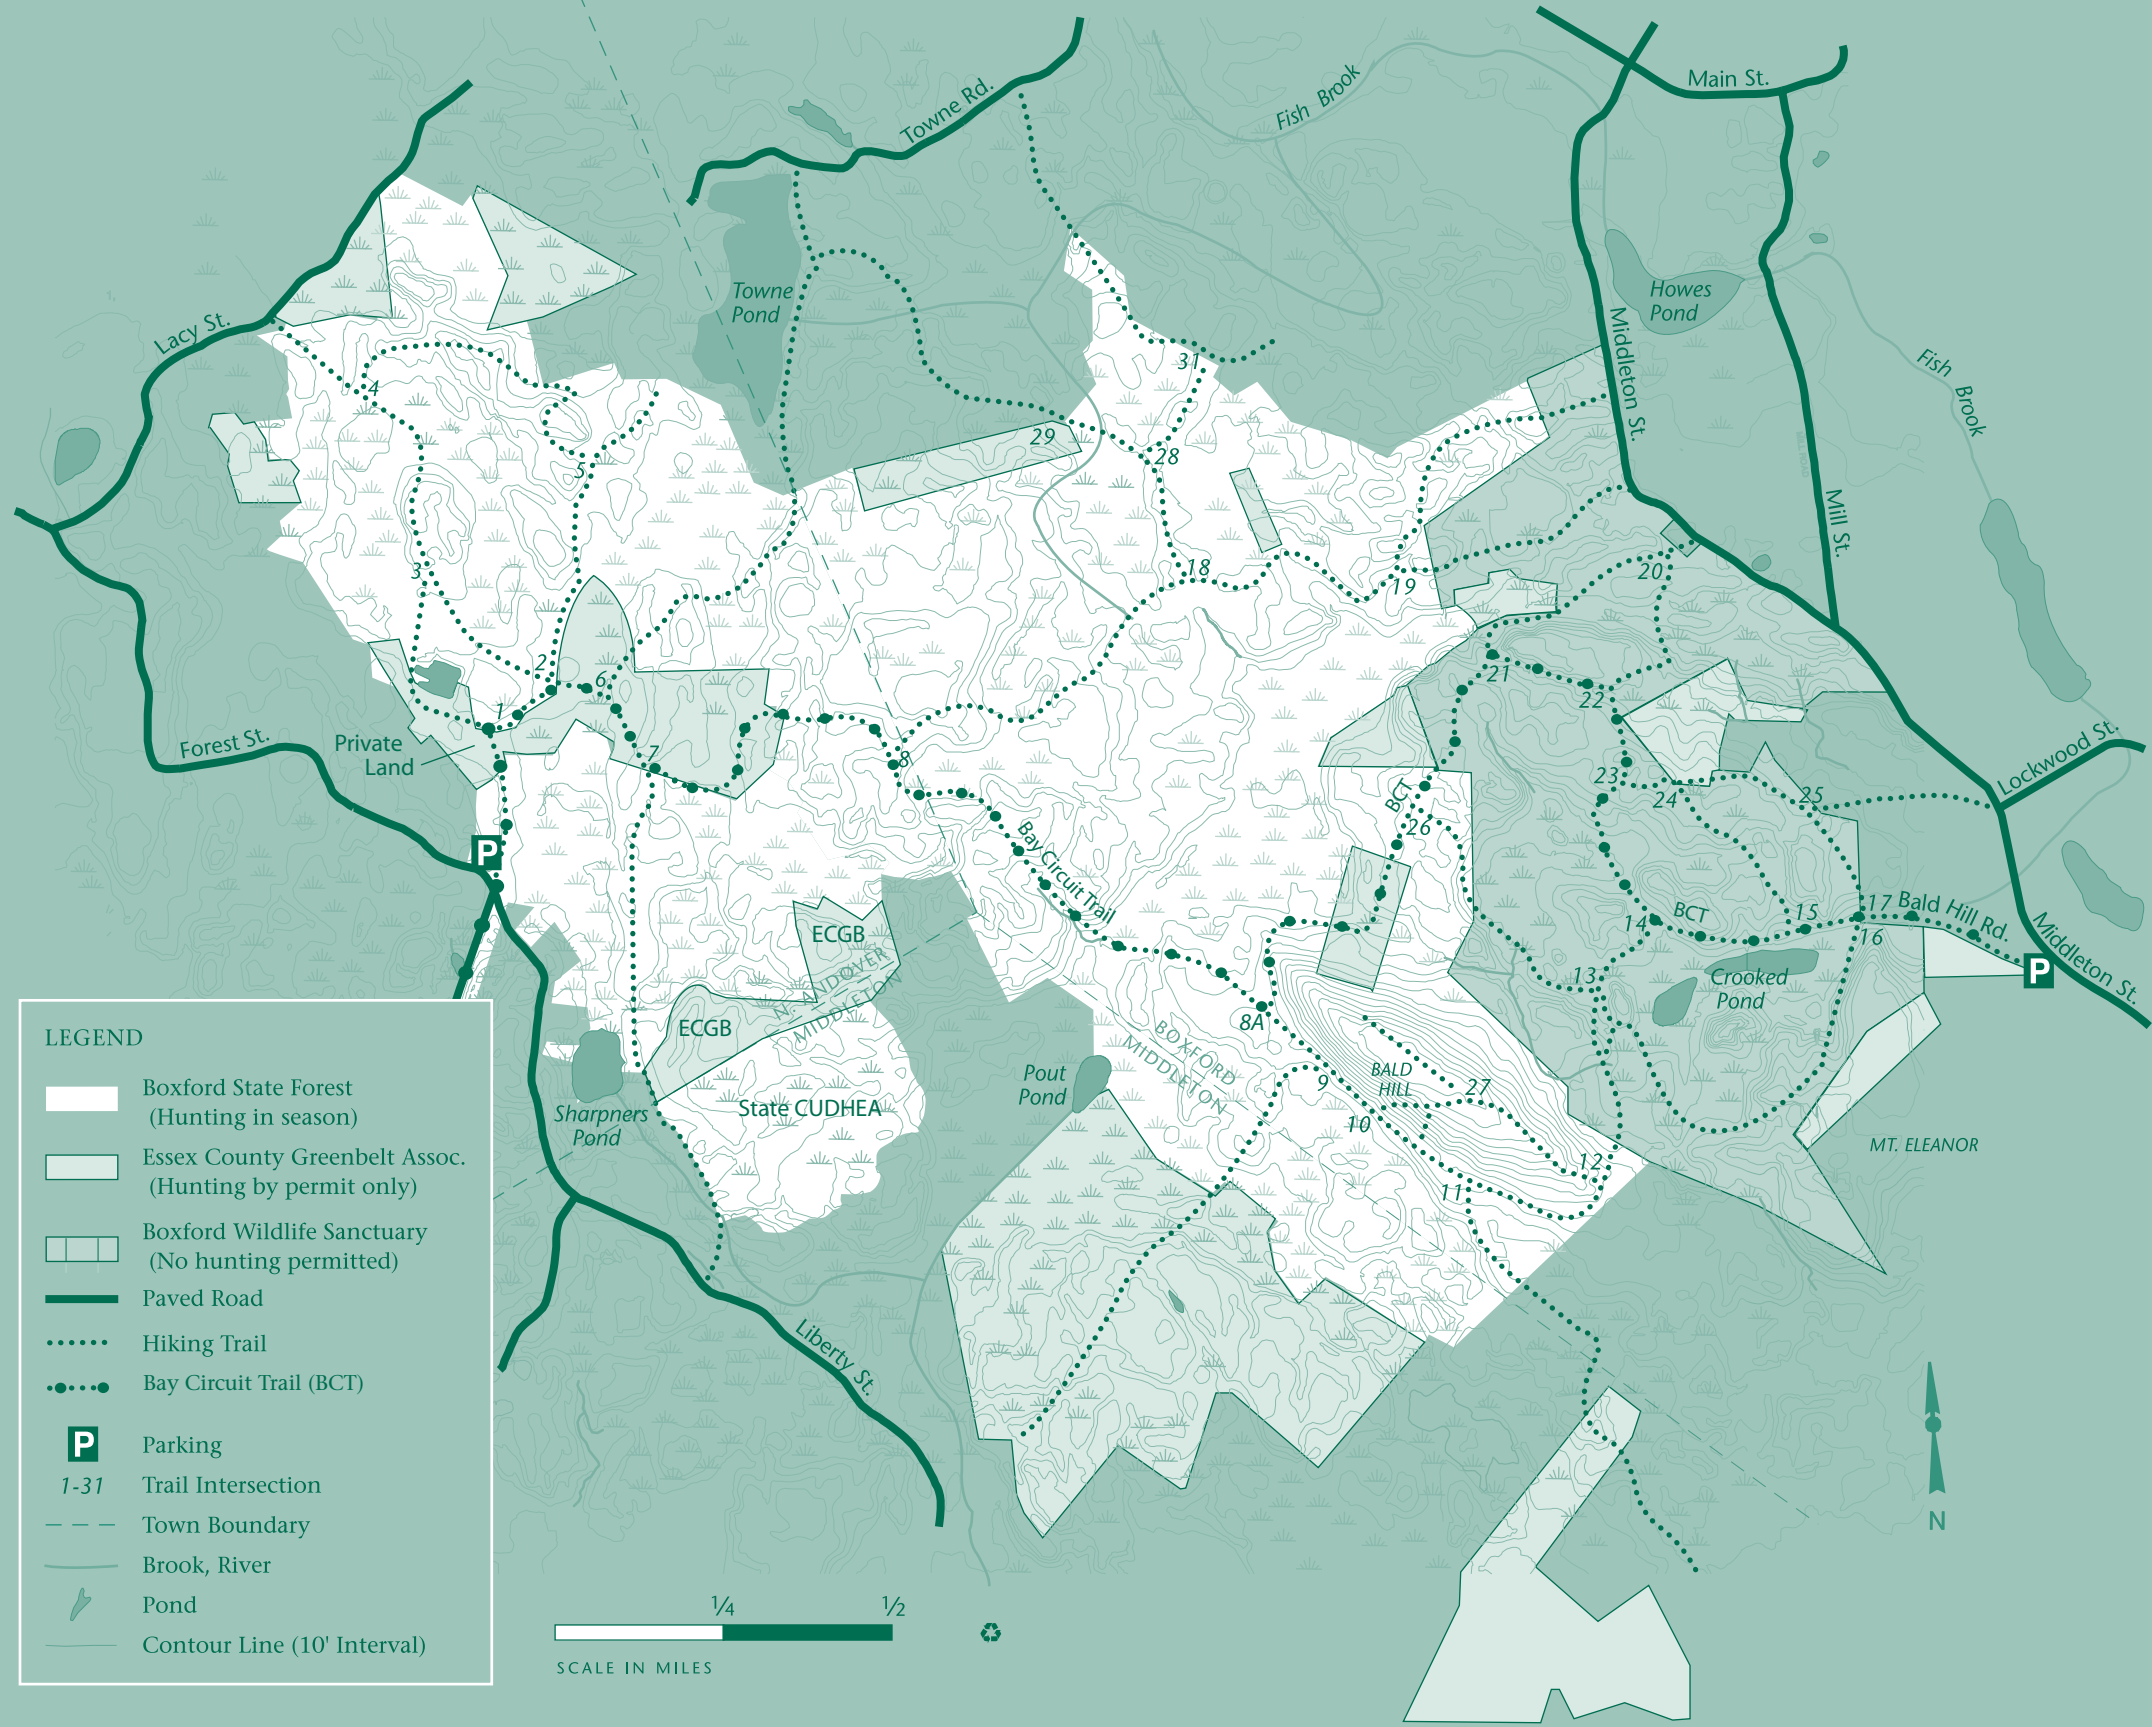 Main St.
Towne Rd.
Fish Brook
Towne
Pond
Howes
Pond
Middleton St.
Lacy St.
31
Fish Brook
4
29
28
5
Mill St.
3
18
19
20
2
6
21
22
1
Private
Land
Forest St.
7
8
Lockwood St.
23
24
25
BCT
26
Bay Circuit Trail
P
ECGB
14
BCT
15
17
Bald Hill Rd.
16
Middleton St.
N. ANDOVER
MIDDLETON
13
Crooked
Pond
P
ECGB
8A
BOXFORD
MIDDLETON
Pout
Pond
9
BALD
HILL
27
State CUDHEA
Sharpners
Pond
10
MT. ELEANOR
12
11
Liberty St.
LEGEND
Boxford State Forest
(Hunting in season)
Essex County Greenbelt Assoc.
(Hunting by permit only)
Boxford Wildlife Sanctuary
(No hunting permitted)
Paved Road
Hiking Trail
Bay Circuit Trail (BCT)
P Parking
1-31 Trail Intersection
Town Boundary
Brook, River
Pond
Contour Line (10' Interval)
N
¼ ½
SCALE IN MILES